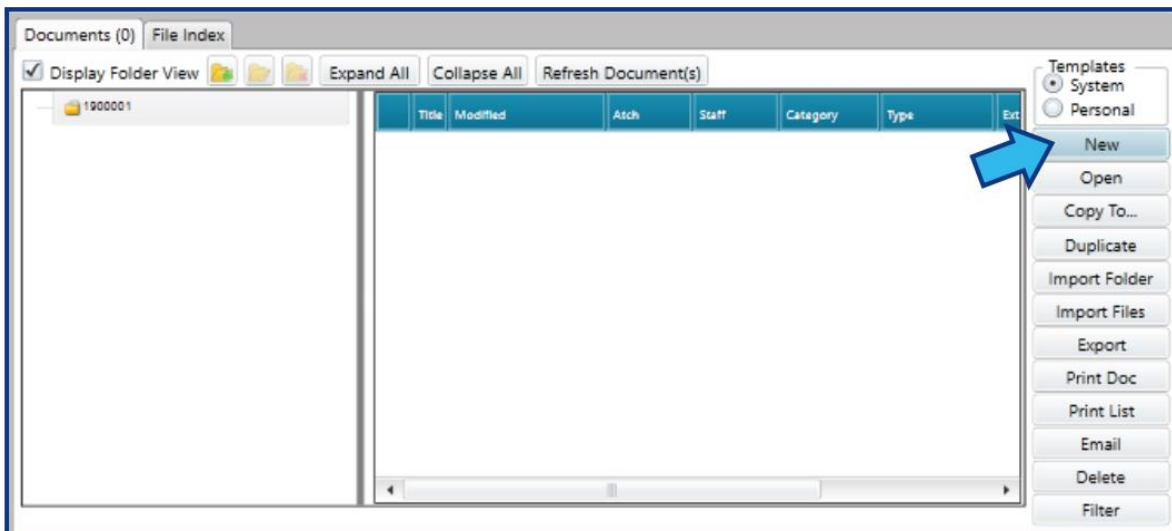 Documents (0) File Index
Display Folder View Expand All Collapse All Refresh Document(s)
1900001
Title Modified Atch Staff Category Type Ext
Templates
System
Personal
New
Open
Copy To...
Duplicate
Import Folder
Import Files
Export
Print Doc
Print List
Email
Delete
Filter